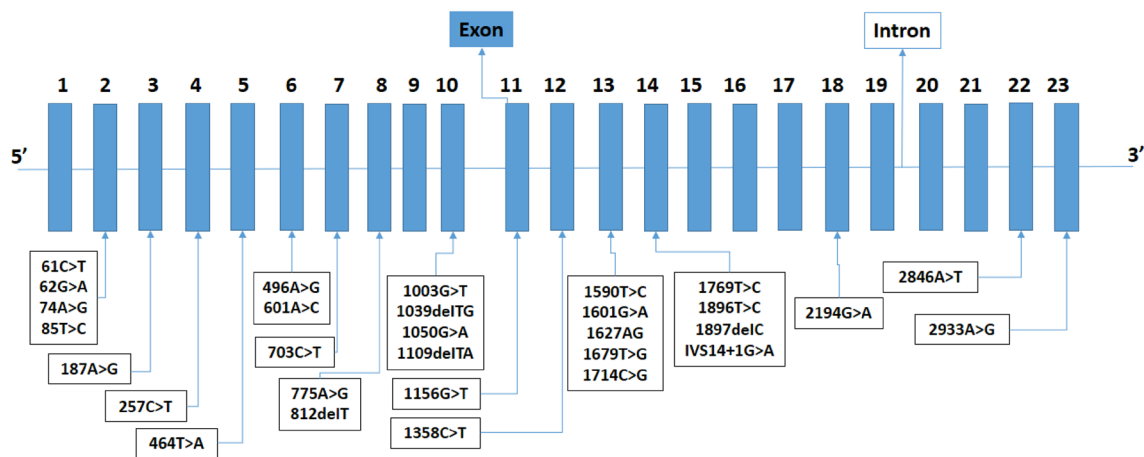 Exon
Intron
1 2 3 4 5 6 7 8 9 10 11 12 13 14 15 16 17 18 19 20 21 22 23
5’
3’
61C>T
62G>A
74A>G
85T>C
187A>G
257C>T
464T>A
496A>G
601A>C
703C>T
775A>G
812delT
1003G>T
1039delTG
1050G>A
1109delTA
1156G>T
1358C>T
1590T>C
1601G>A
1627AG
1679T>G
1714C>G
1769T>C
1896T>C
1897delC
IVS14+1G>A
2194G>A
2846A>T
2933A>G